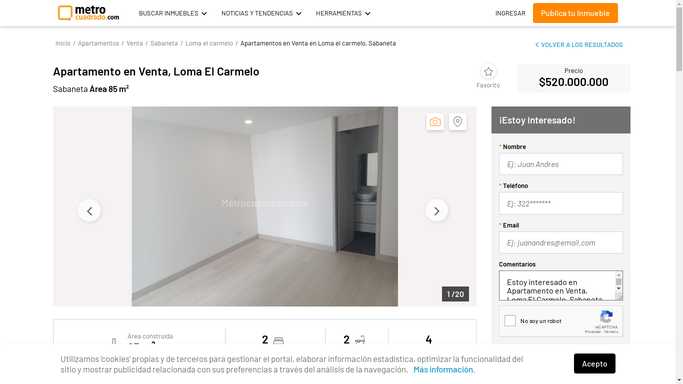 metro
cuadrado.com
BUSCAR INMUEBLES
NOTICIAS Y TENDENCIAS
HERRAMIENTAS
INGRESAR
Publica tu Inmueble
Inicio / Apartamentos / Venta / Sabaneta / Loma el carmelo / Apartamentos en Venta en Loma el carmelo, Sabaneta
VOLVER A LOS RESULTADOS
Apartamento en Venta, Loma El Carmelo
Sabaneta Área 85 m²
Favorito
Precio
$520.000.000
Metrocuadrado.com
1 / 20
¡Estoy Interesado!
* Nombre
Ej: Juan Andres
* Teléfono
Ej: 322*******
* Email
Ej: juanandres@email.com
Comentarios
Estoy interesado en
Apartamento en Venta,
Loma El Carmelo, Sabaneta
No soy un robot
reCAPTCHA
Privacidad - Términos
Área construida
2
2
4
Utilizamos 'cookies' propias y de terceros para gestionar el portal, elaborar información estadística, optimizar la funcionalidad del
sitio y mostrar publicidad relacionada con sus preferencias a través del análisis de la navegación. Más información.
Acepto